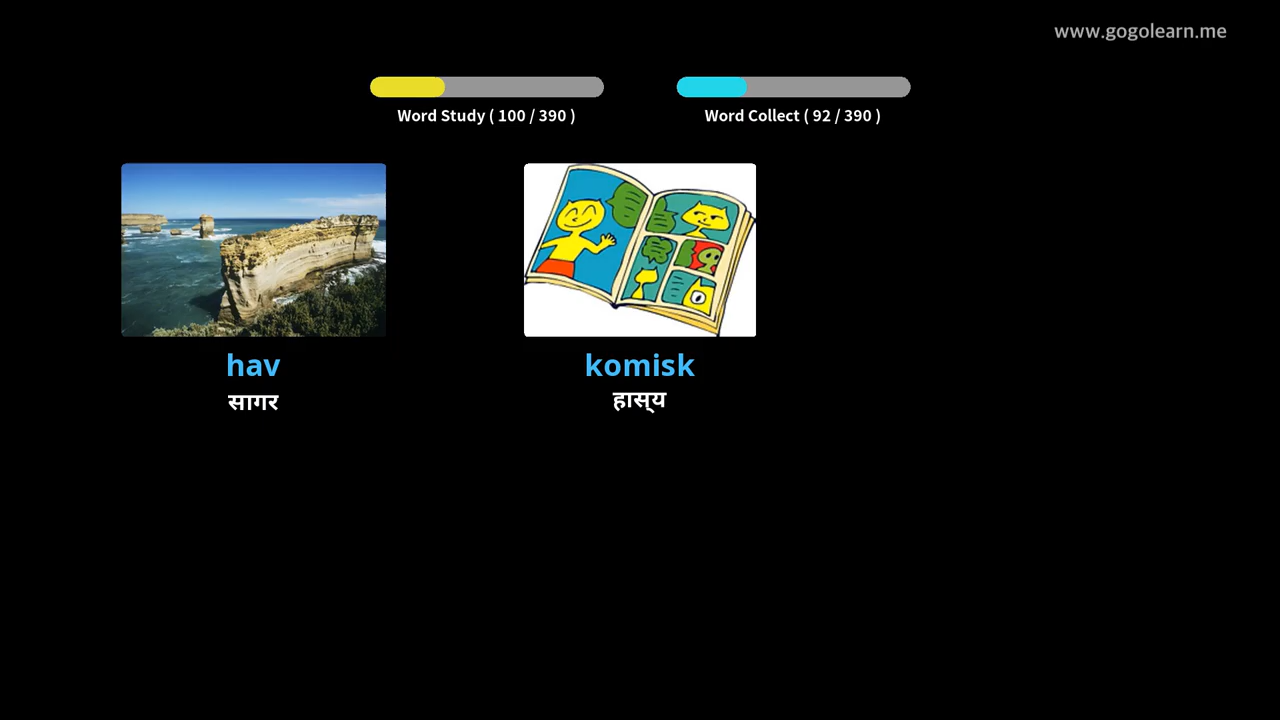 www.gogolearn.me
Word Study ( 100 / 390 )
Word Collect ( 92 / 390 )
hav
सागर
komisk
हास्य